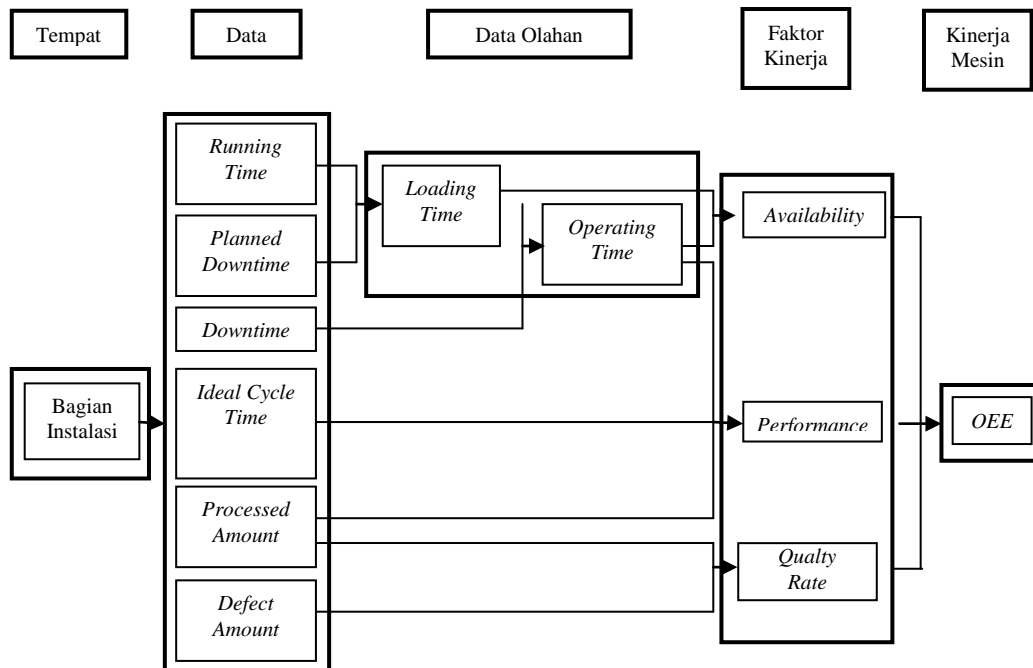 Tempat
Data
Data Olahan
Faktor
Kinerja
Kinerja
Mesin
Running
Time
Planned
Downtime
Downtime
Ideal Cycle
Time
Processed
Amount
Defect
Amount
Bagian
Instalasi
Loading
Time
Operating
Time
Availability
Performance
Qualty
Rate
OEE